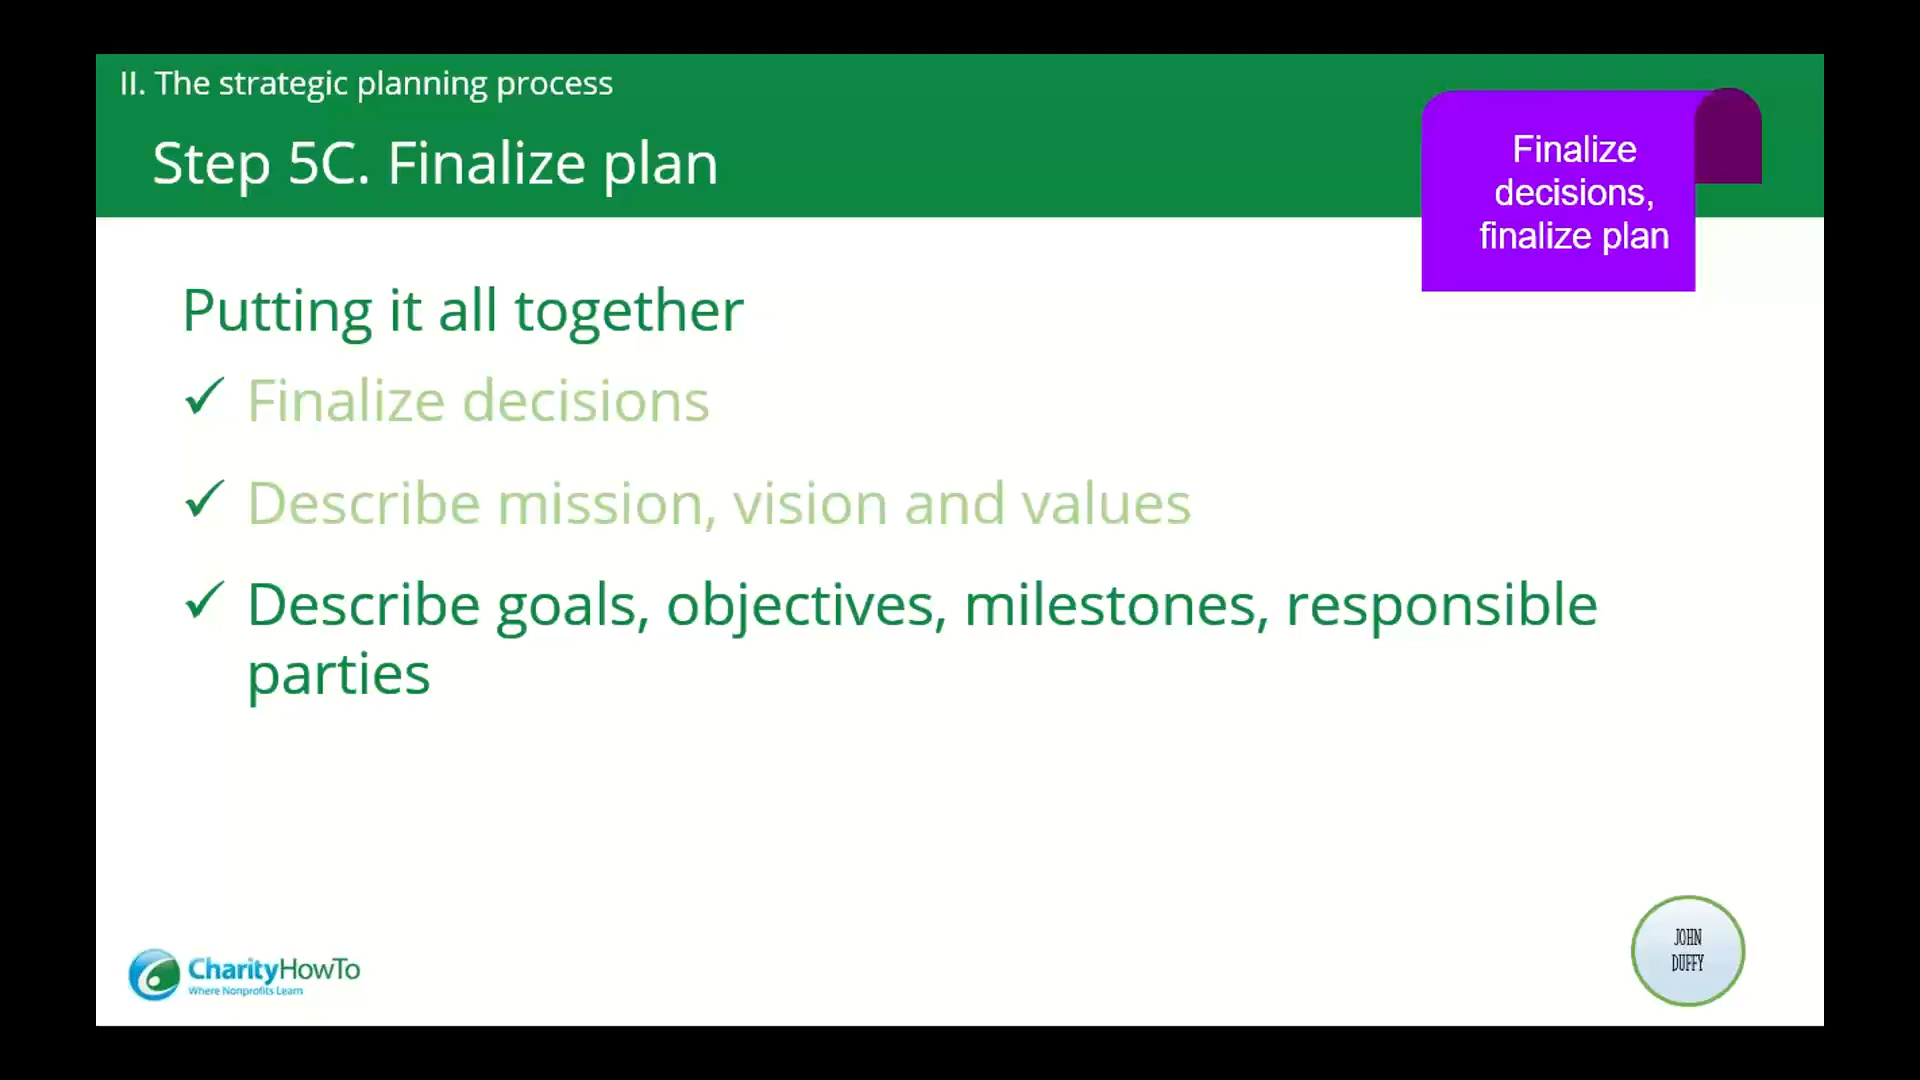 II. The strategic planning process
Step 5C. Finalize plan
Finalize
decisions,
finalize plan
Putting it all together
✓ Finalize decisions
✓ Describe mission, vision and values
✓ Describe goals, objectives, milestones, responsible
parties
CharityHowTo
Where Nonprofits Learn
JOHN
DUFFY